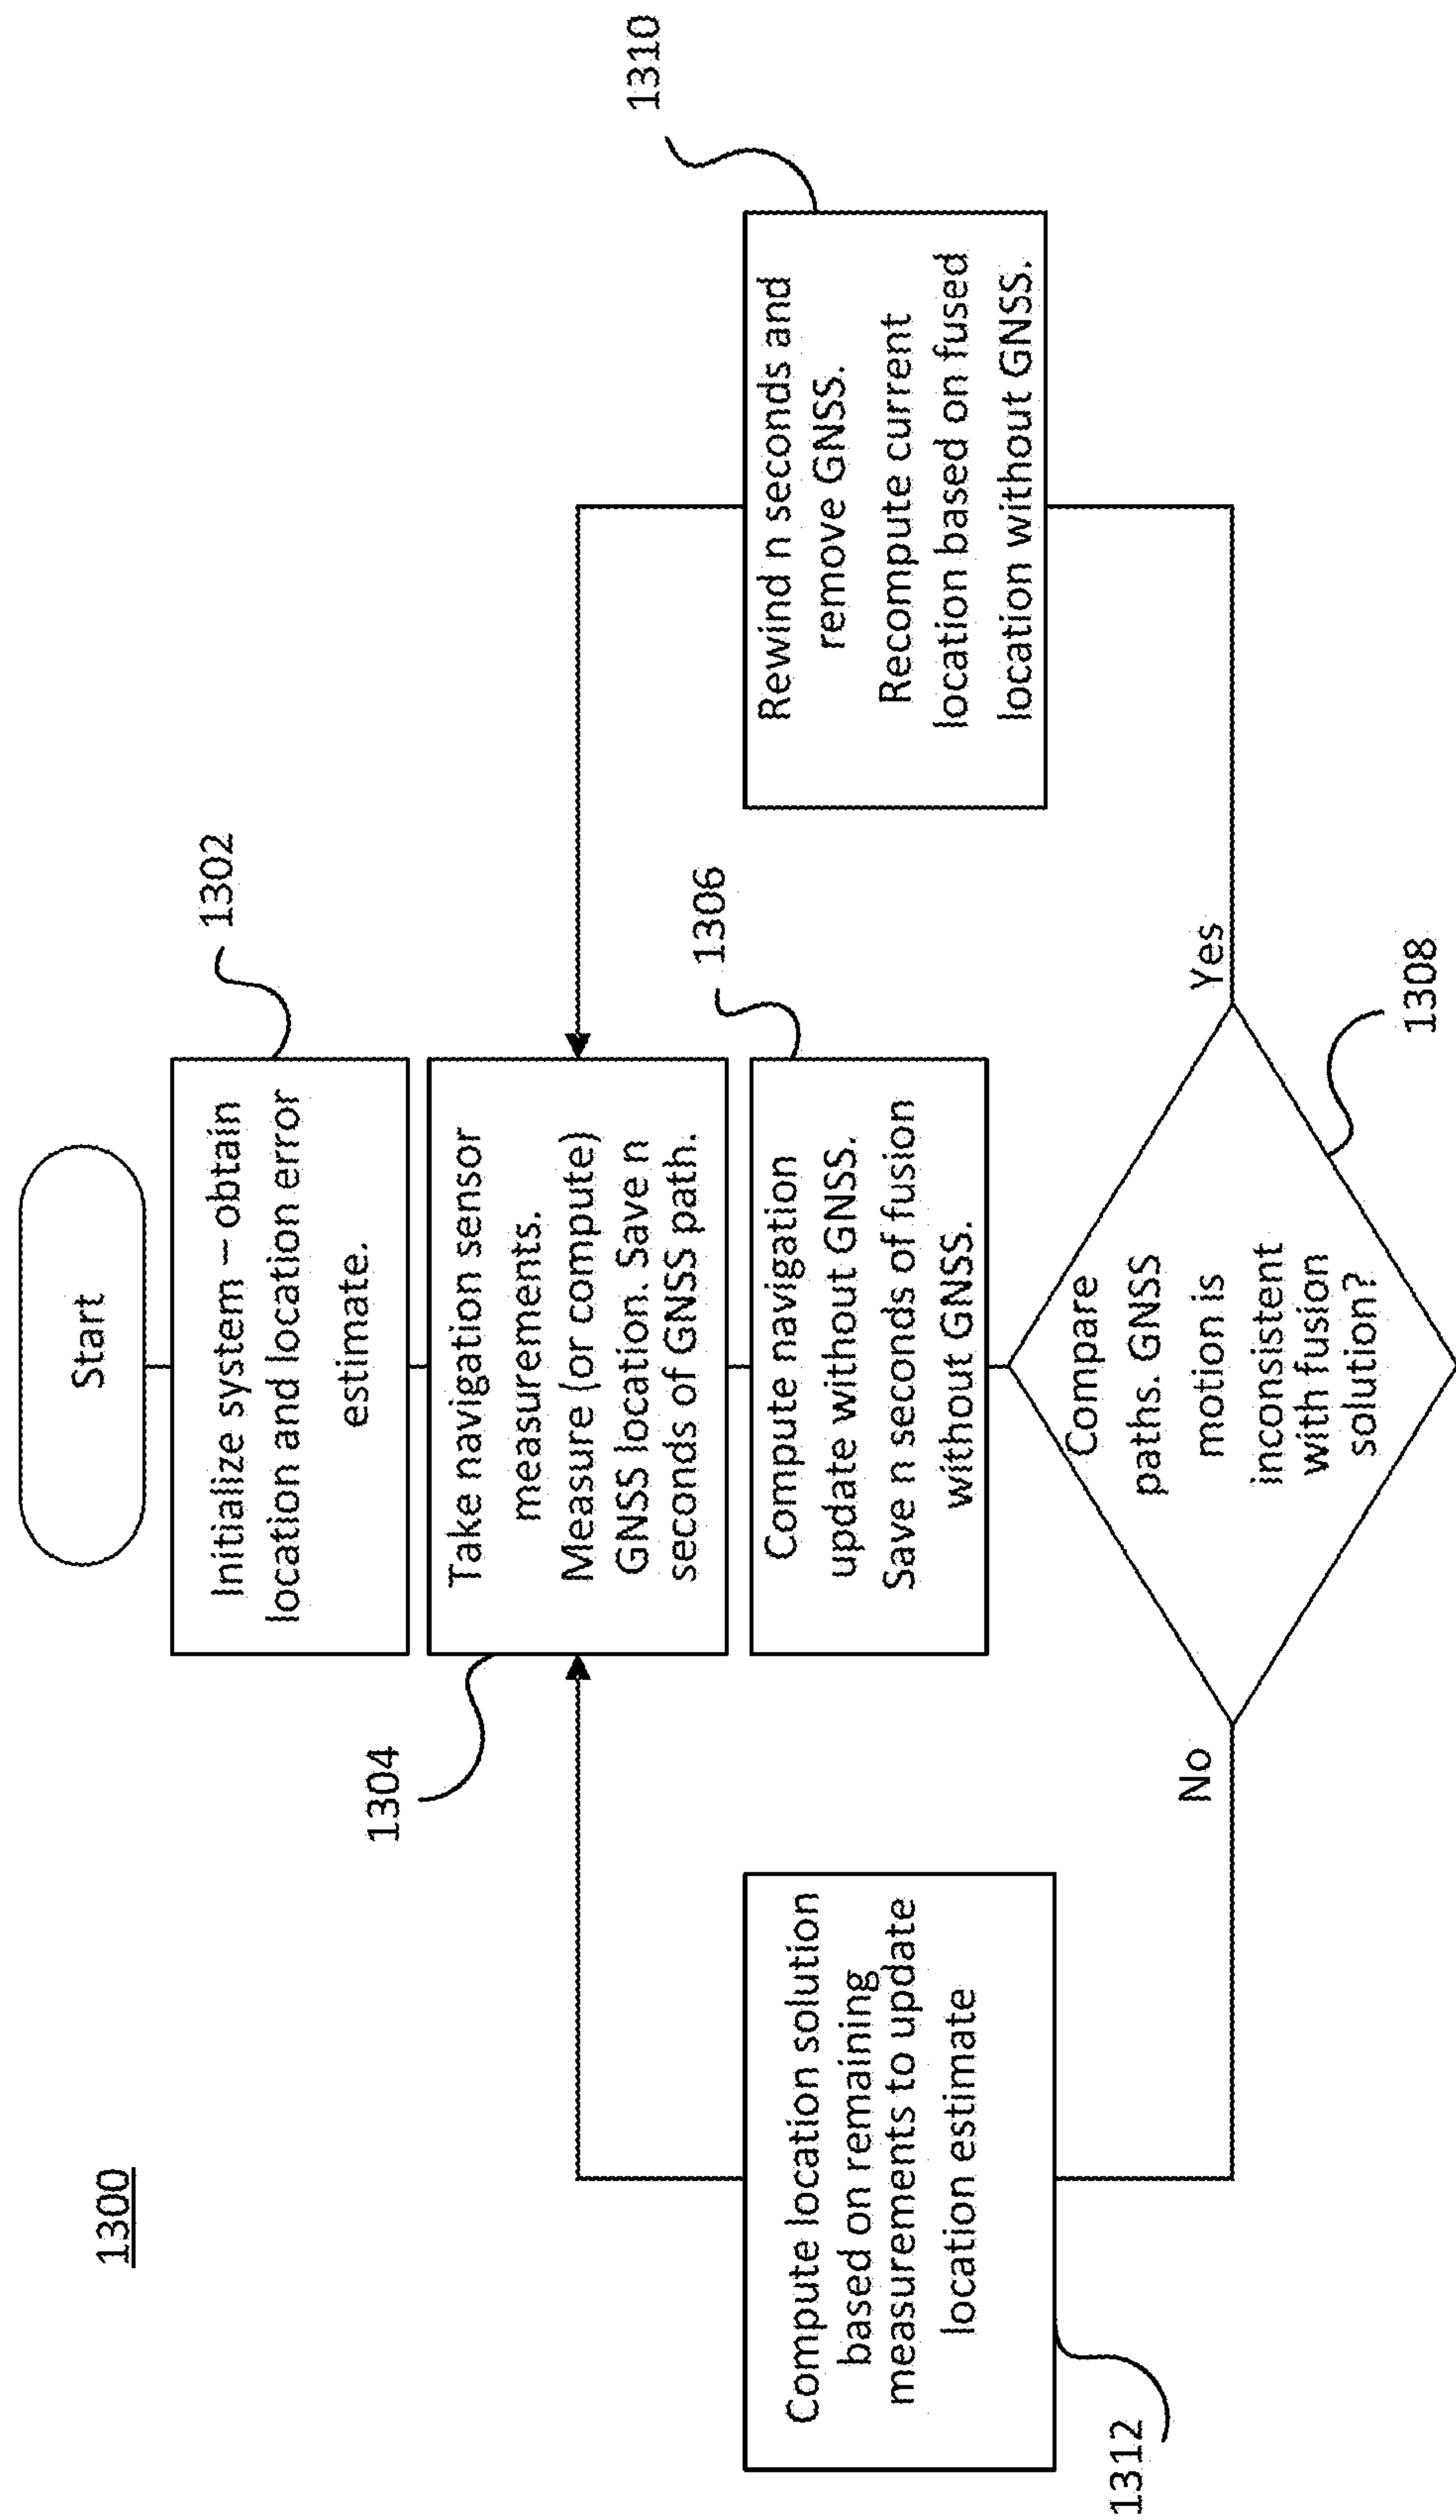 1300
Start
Initialize system – obtain
location and location error
estimate.
1302
Take navigation sensor
measurements.
Measure (or compute)
GNSS location. Save n
seconds of GNSS path.
1304
Compute navigation
update without GNSS.
Save n seconds of fusion
without GNSS.
1306
Compare
paths. GNSS
motion is
inconsistent
with fusion
solution?
1308
Yes
Rewind n seconds and
remove GNSS.
Recompute current
location based on fused
location without GNSS.
1310
No
Compute location solution
based on remaining
measurements to update
location estimate
1312